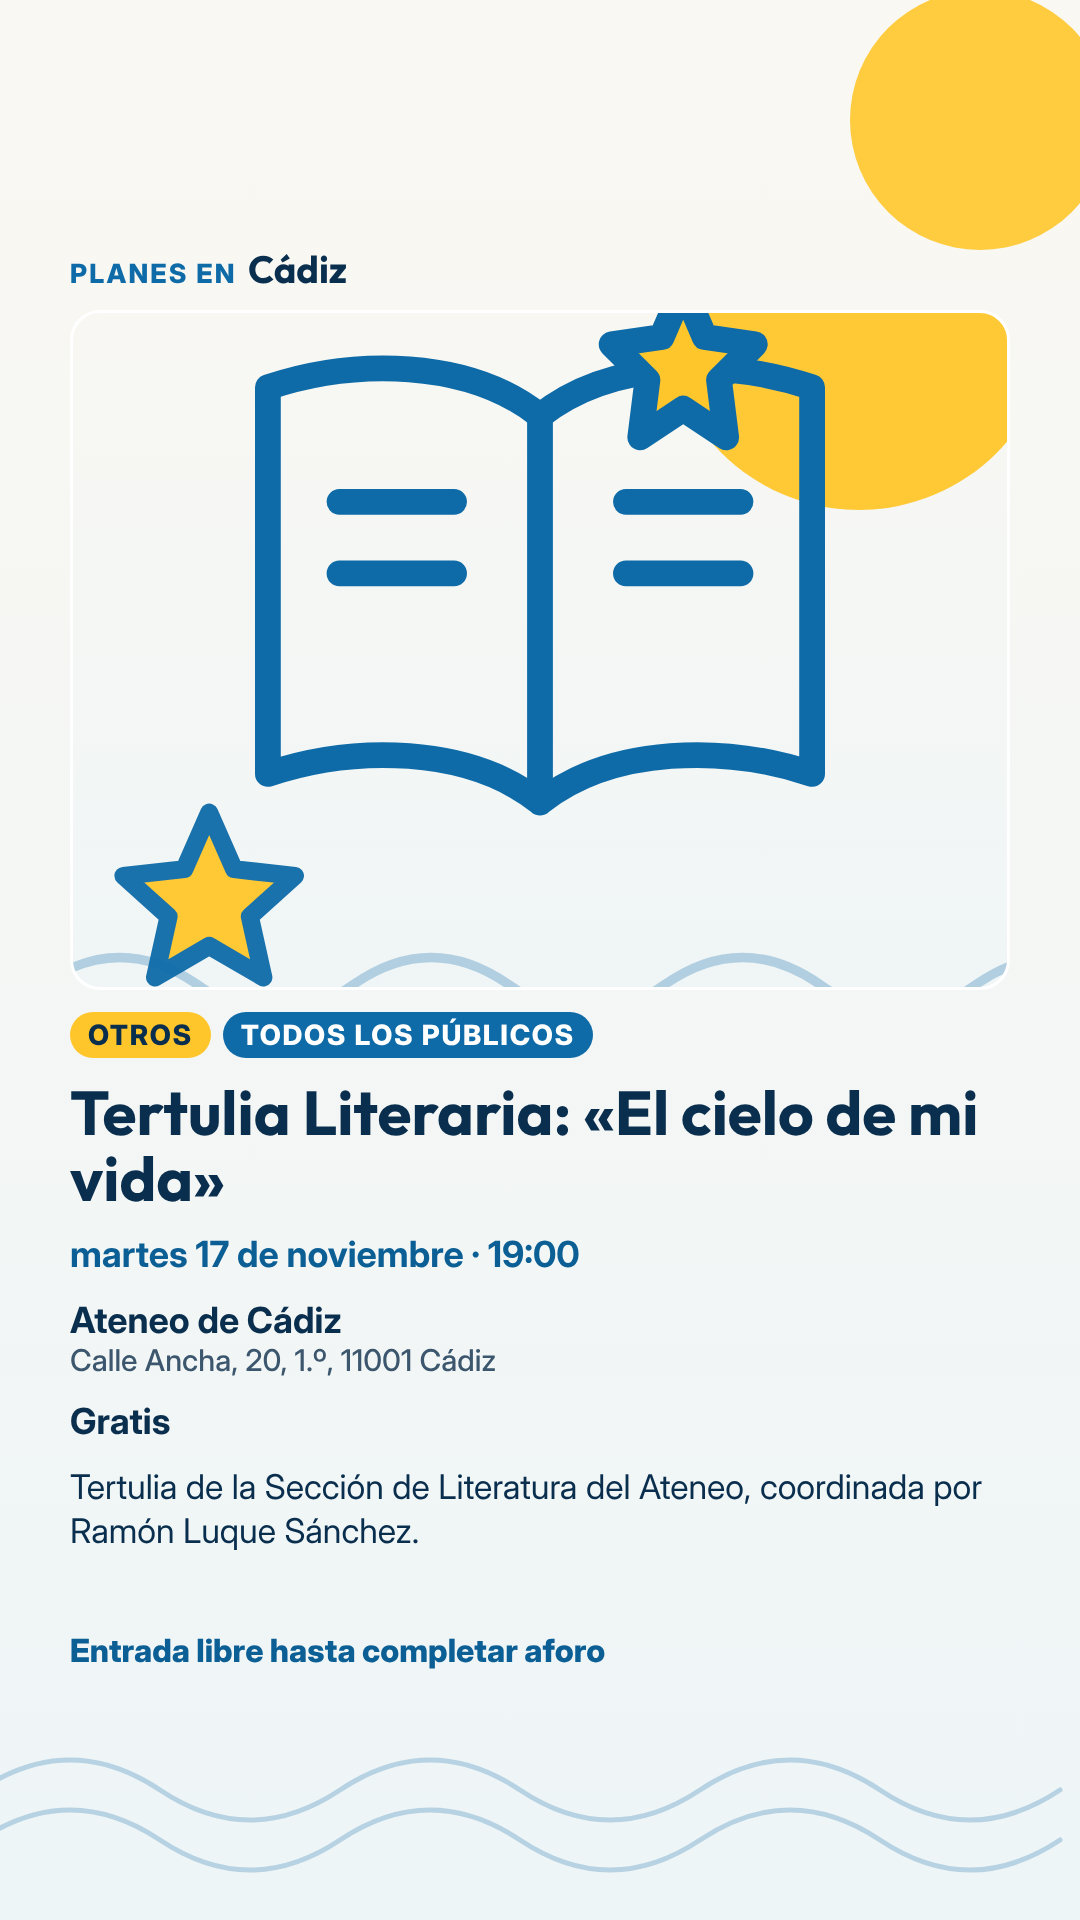 PLANES EN Cádiz
OTROS
TODOS LOS PÚBLICOS
Tertulia Literaria: «El cielo de mi
vida»
martes 17 de noviembre · 19:00
Ateneo de Cádiz
Calle Ancha, 20, 1.º, 11001 Cádiz
Gratis
Tertulia de la Sección de Literatura del Ateneo, coordinada por
Ramón Luque Sánchez.
Entrada libre hasta completar aforo